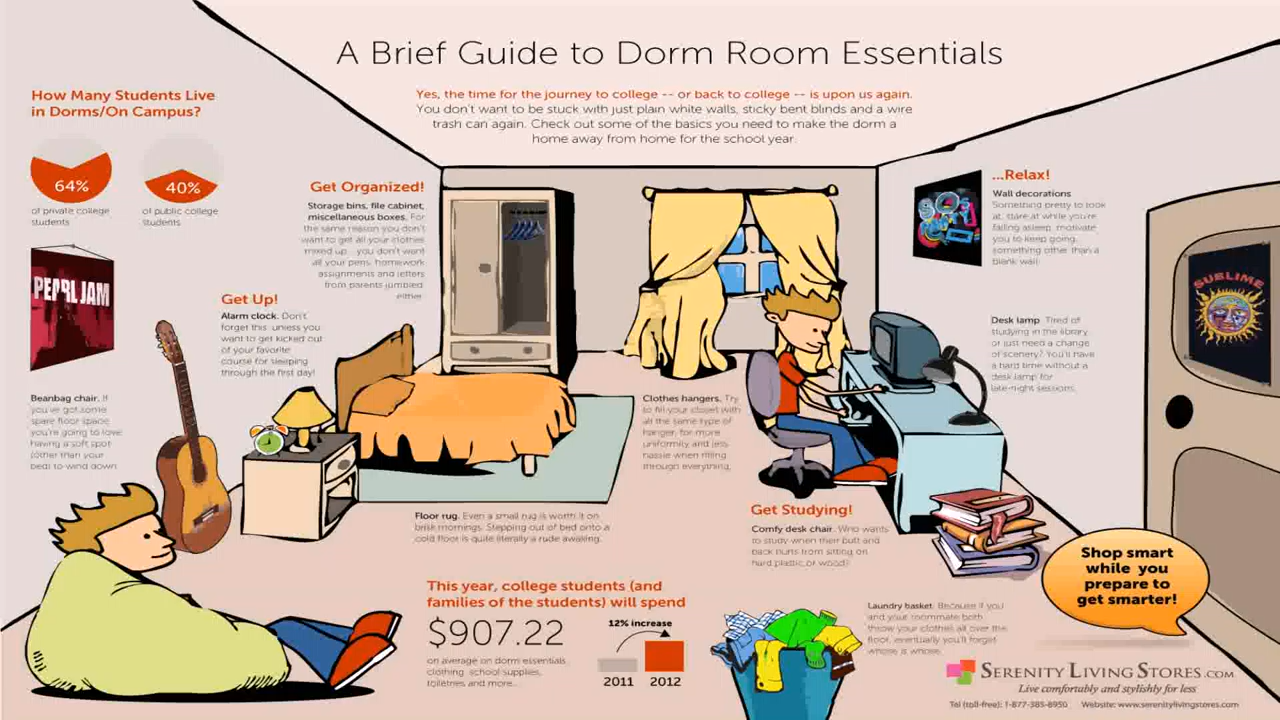 A Brief Guide to Dorm Room Essentials
Yes, the time for the journey to college -- or back to college -- is upon us again.
You don't want to be stuck with just plain white walls, sticky bent blinds and a wire
trash can again. Check out some of the basics you need to make the dorm a
home away from home for the school year.
How Many Students Live
in Dorms/On Campus?
64%
of private college
students
40%
of public college
students
Get Organized!
Storage bins, file cabinet,
miscellaneous boxes. For
the same reason you don't
want to get all your clothes
mixed up...you don't want
all your pens, homework
assignments and letters
from parents jumbled,
either.
...Relax!
Wall decorations
Something pretty to look
at, stare at while you're
falling asleep, motivate
you to keep going...
something other than a
blank wall.
PEARL JAM
SUBLIME
Get Up!
Alarm clock. Don't
forget this, unless you
want to get kicked out
of your favorite
course for sleeping
through the first day!
Desk lamp. Tired of
studying in the library,
or just need a change
of scenery? You'll have
a hard time without a
desk lamp for
late-night sessions.
Beanbag chair. If
you've got some
spare floor space,
you're going to love
having a soft spot
(other than your
bed) to wind down.
Clothes hangers. Try
to fill your closet with
all the same type of
hanger, for more
uniformity and less
hassle when rifling
through everything.
Floor rug. Even a small rug is worth it on
brisk mornings. Stepping out of bed onto a
cold floor is quite literally a rude awaking.
Get Studying!
Comfy desk chair. Who wants
to study when their butt and
back hurts from sitting on
hard plastic or wood?
Shop smart
while you
prepare to
get smarter!
This year, college students (and
families of the students) will spend
$907.22
on average on dorm essentials,
clothing, school supplies,
toiletries and more...
12% increase
2011
2012
Laundry basket. Because if you
and your roommate both
throw your clothes all over the
floor, eventually you'll forget
whose is whose.
SERENITY LIVING STORES.COM
Live comfortably and stylishly for less
Tel (toll-free): 1-877-385-8950 Website: www.serenitylivingstores.com